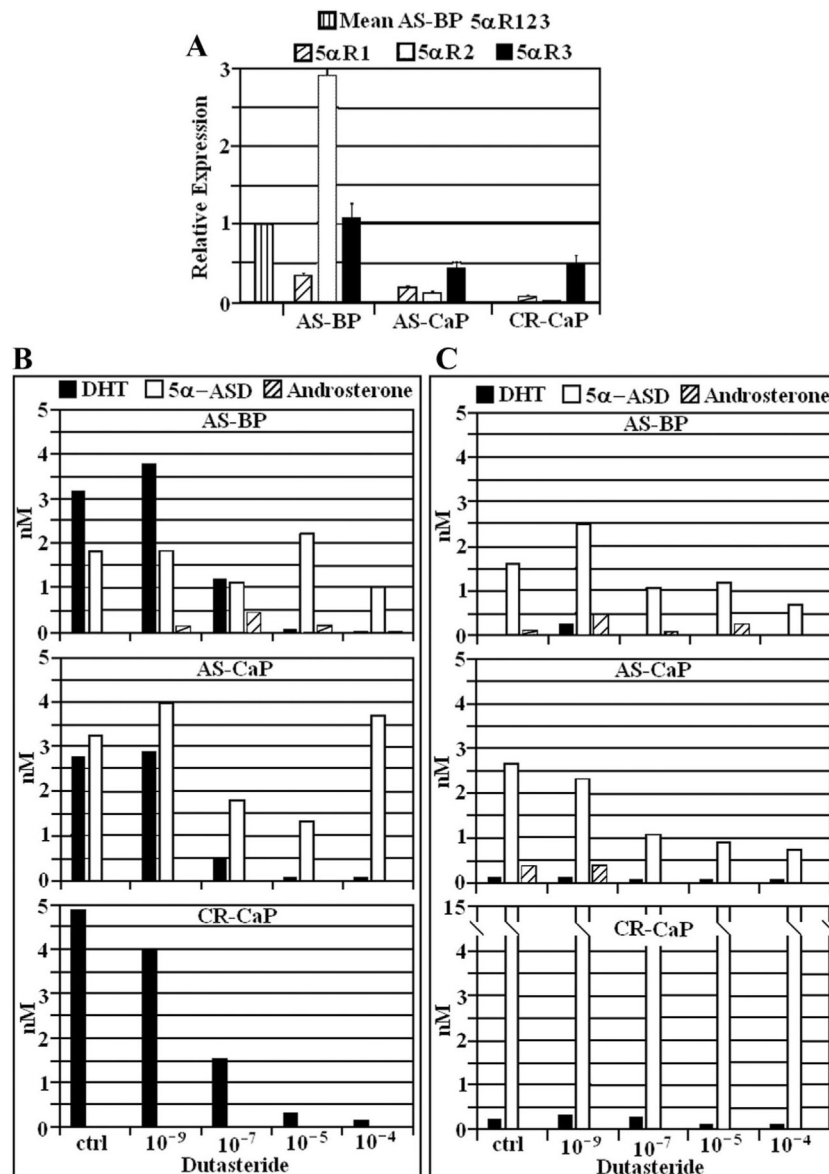 Mean AS-BP 5αR123
A
5αR1 5αR2 5αR3
3
2
1
0
Relative Expression
AS-BP AS-CaP CR-CaP
B
DHT 5α-ASD Androsterone
AS-BP
5
4
3
2
1
0
nM
AS-CaP
5
4
3
2
1
0
nM
CR-CaP
5
4
3
2
1
0
nM
ctrl 10⁻⁹ 10⁻⁷ 10⁻⁵ 10⁻⁴
Dutasteride
C
DHT 5α-ASD Androsterone
AS-BP
5
4
3
2
1
0
nM
AS-CaP
5
4
3
2
1
0
nM
CR-CaP
15
4
3
2
1
0
nM
ctrl 10⁻⁹ 10⁻⁷ 10⁻⁵ 10⁻⁴
Dutasteride